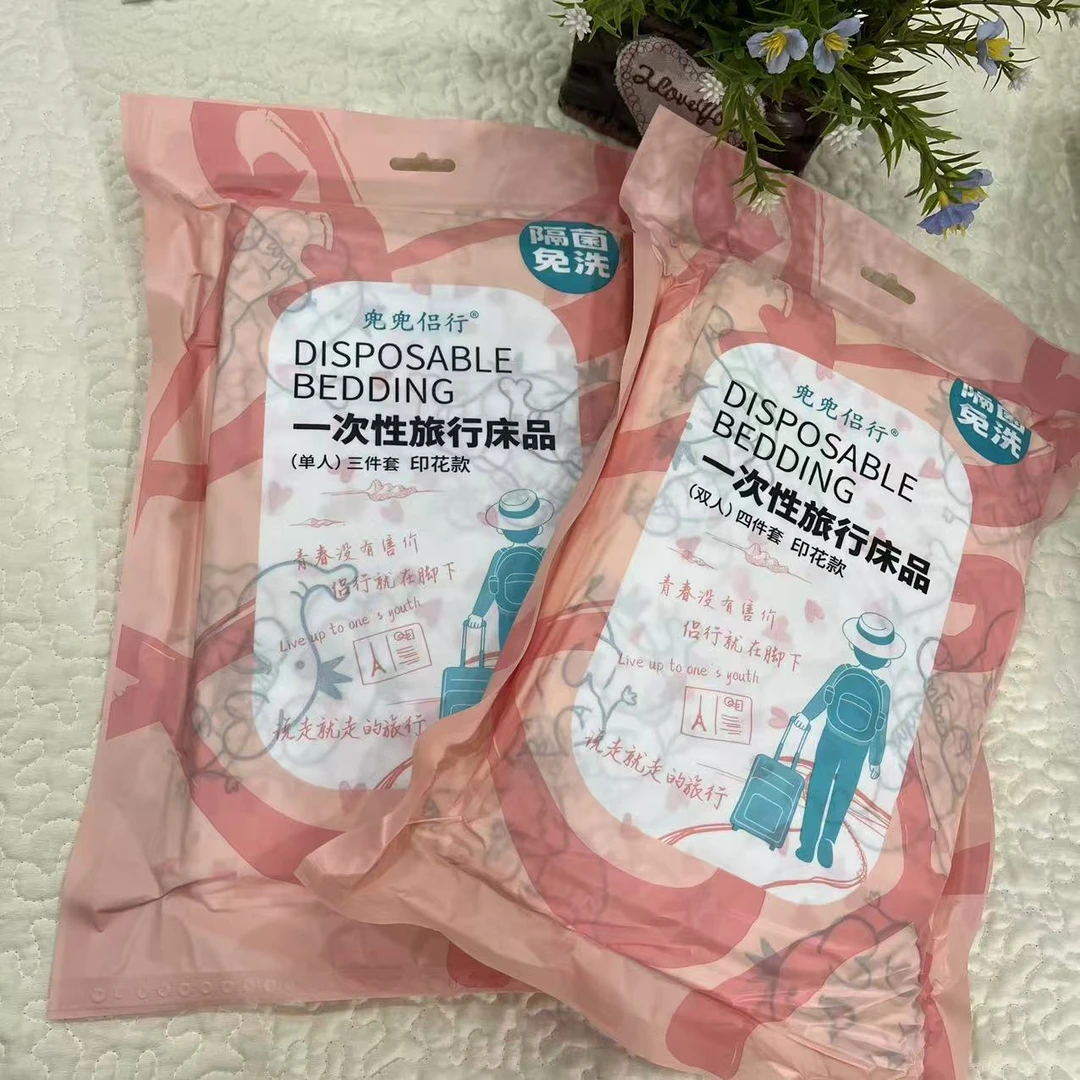 隔菌
免洗
兜兜侣行®
DISPOSABLE
BEDDING
一次性旅行床品
(单人) 三件套 印花款
青春没有售价
侣行就在脚下
Live up to one's youth
说走就走的旅行
I Love You
隔菌
免洗
兜兜侣行®
DISPOSABLE
BEDDING
一次性旅行床品
(双人) 四件套 印花款
青春没有售价
侣行就在脚下
Live up to one's youth
说走就走的旅行